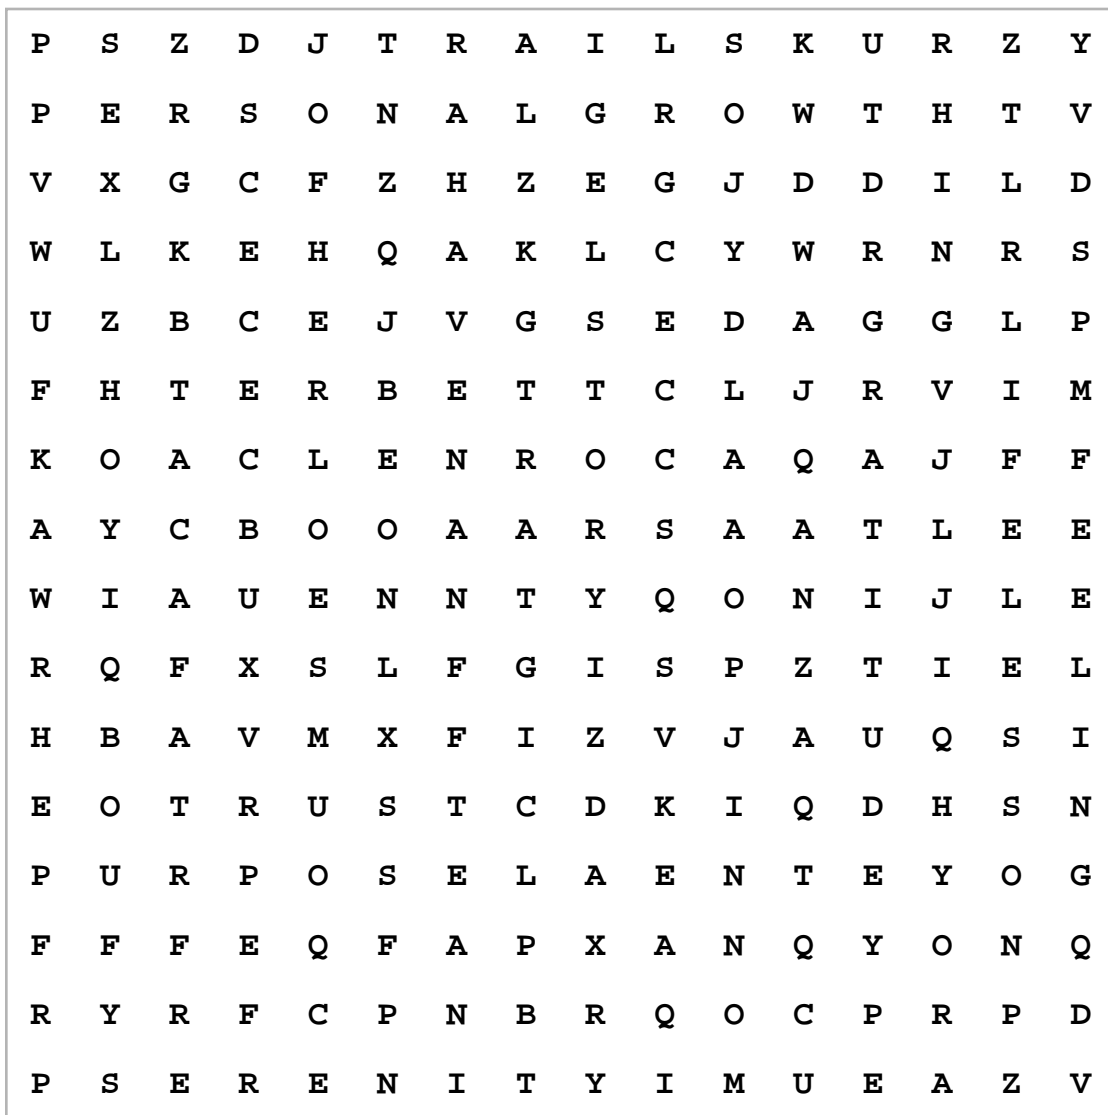 P S Z D J T R A I L S K U R Z Y
P E R S O N A L G R O W T H T V
V X G C F Z H Z E G J D D I L D
W L K E H Q A K L C Y W R N R S
U Z B C E J V G S E D A G G L P
F H T E R B E T T C L J R V I M
K O A C L E N R O C A Q A J F F
A Y C B O O A A R S A A T L E E
W I A U E N N T Y Q O N I J L E
R Q F X S L F G I S P Z T I E L
H B A V M X F I Z V J A U Q S I
E O T R U S T C D K I Q D H S N
P U R P O S E L A E N T E Y O G
F F F E Q F A P X A N Q Y O N Q
R Y R F C P N B R Q O C P R P D
P S E R E N I T Y I M U E A Z V